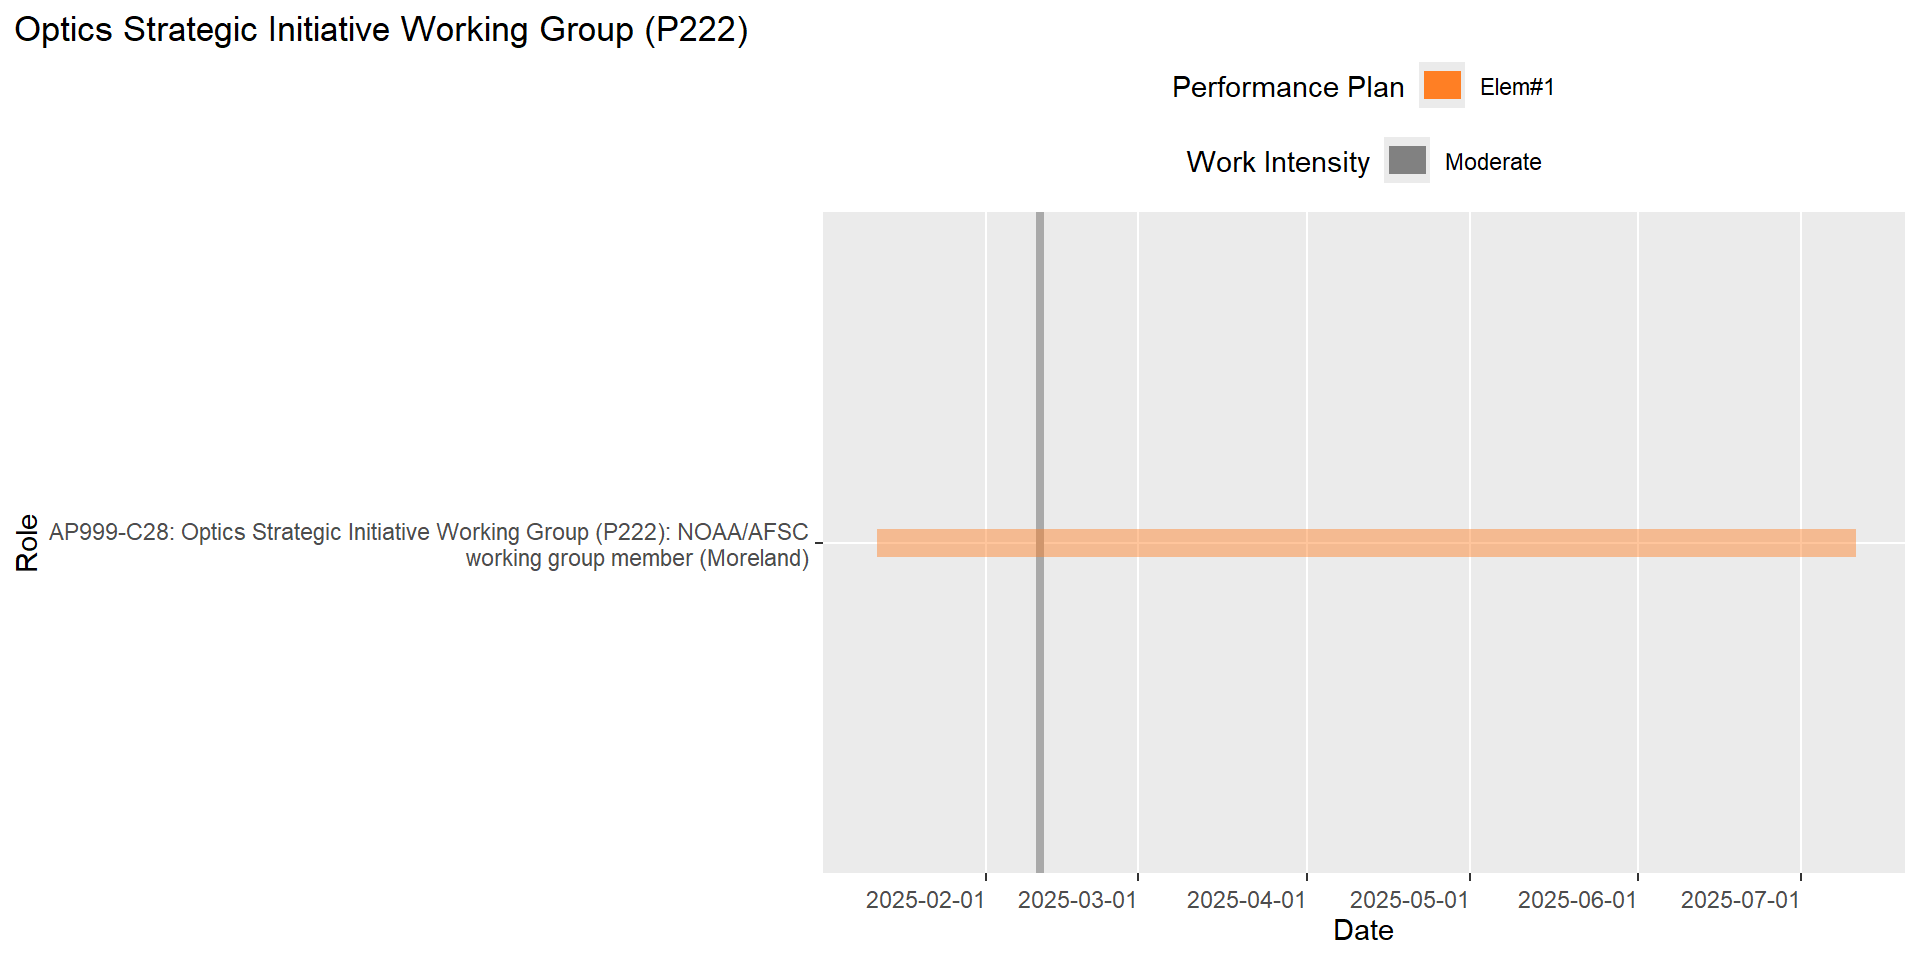 Optics Strategic Initiative Working Group (P222)
Performance Plan Elem#1
Work Intensity Moderate
Role
AP999-C28: Optics Strategic Initiative Working Group (P222): NOAA/AFSC
working group member (Moreland)
2025-02-01 2025-03-01 2025-04-01 2025-05-01 2025-06-01 2025-07-01
Date